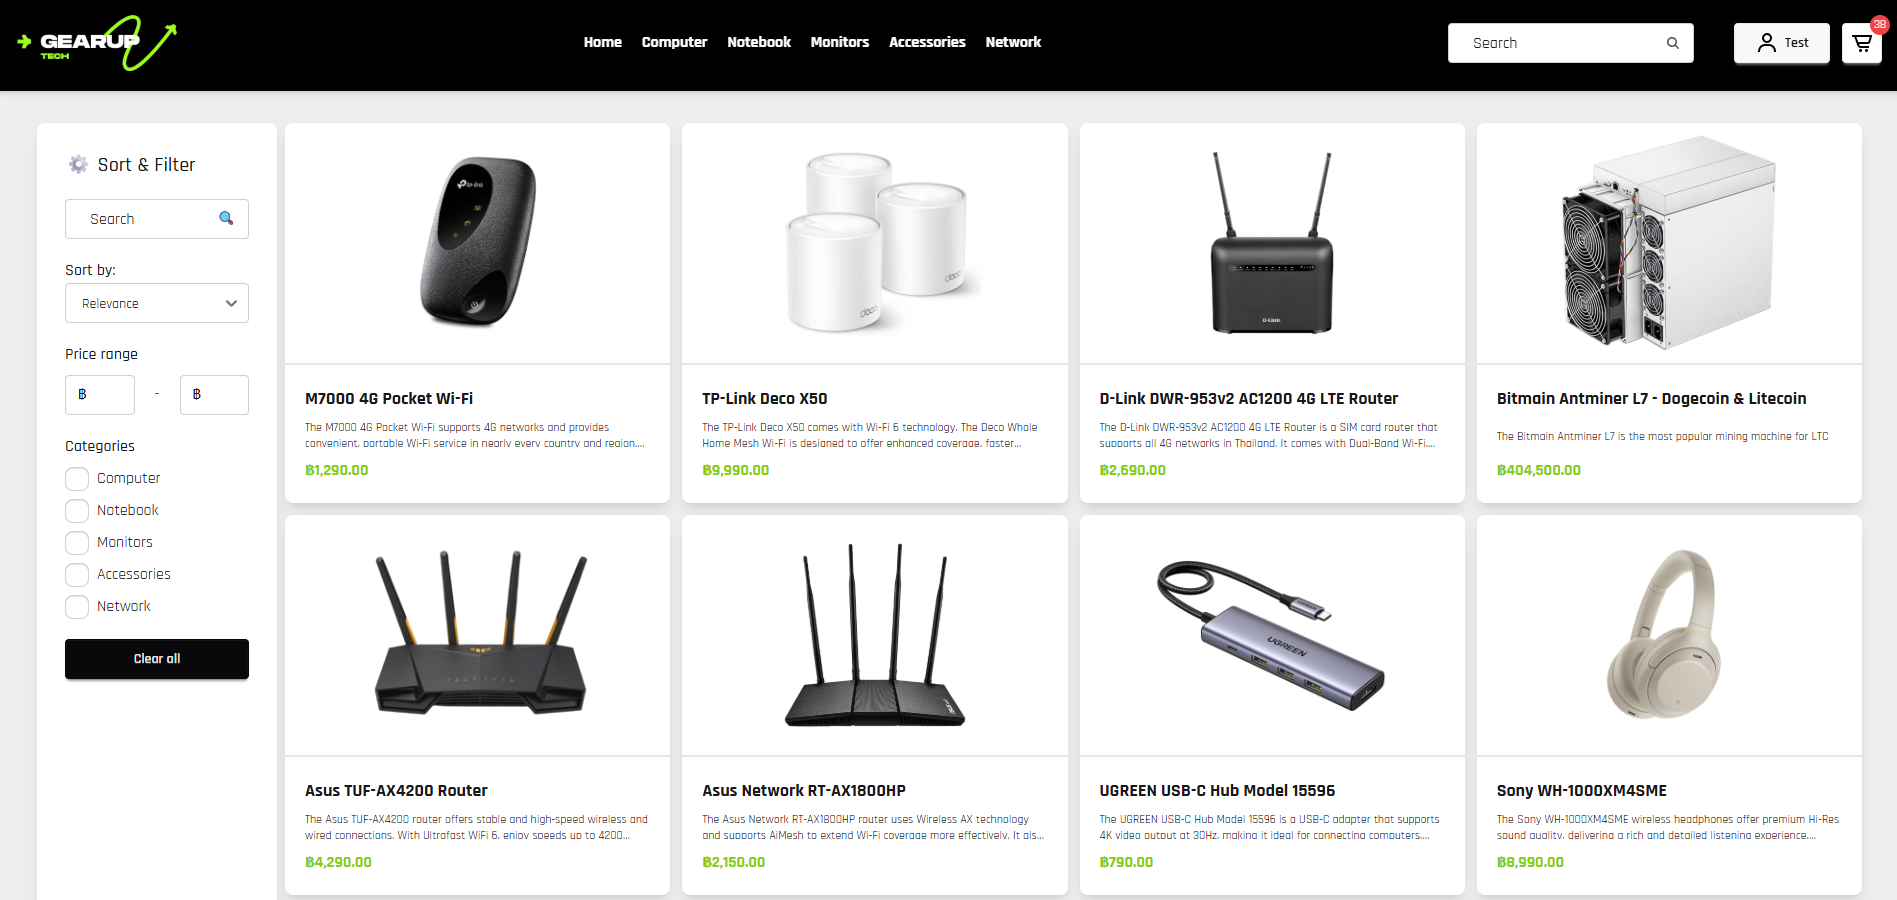 GEARUP
TECH
Home Computer Notebook Monitors Accessories Network
Search
Test
38
Sort & Filter
Search
Sort by:
Relevance
Price range
฿ - ฿
Categories
Computer
Notebook
Monitors
Accessories
Network
Clear all
tp-link
M7000 4G Pocket Wi-Fi
The M7000 4G Pocket Wi-Fi supports 4G networks and provides
convenient, portable Wi-Fi service in nearly every country and region....
฿1,290.00
deco
deco
TP-Link Deco X50
The TP-Link Deco X50 comes with Wi-Fi 6 technology. The Deco Whole
Home Mesh Wi-Fi is designed to offer enhanced coverage, faster...
฿9,990.00
D-Link
D-Link DWR-953v2 AC1200 4G LTE Router
The D-Link DWR-953v2 AC1200 4G LTE Router is a SIM card router that
supports all 4G networks in Thailand. It comes with Dual-Band Wi-Fi,...
฿2,690.00
Bitmain Antminer L7 - Dogecoin & Litecoin
The Bitmain Antminer L7 is the most popular mining machine for LTC
฿404,500.00
Asus TUF-AX4200 Router
The Asus TUF-AX4200 router offers stable and high-speed wireless and
wired connections. With Ultrafast WiFi 6, enjoy speeds up to 4200...
฿4,290.00
Asus Network RT-AX1800HP
The Asus Network RT-AX1800HP router uses Wireless AX technology
and supports AiMesh to extend Wi-Fi coverage more effectively. It als...
฿2,150.00
UGREEN
UGREEN USB-C Hub Model 15596
The UGREEN USB-C Hub Model 15596 is a USB-C adapter that supports
4K video output at 30Hz, making it ideal for connecting computers,...
฿790.00
Sony WH-1000XM4SME
The Sony WH-1000XM4SME wireless headphones offer premium Hi-Res
sound quality, delivering a rich and detailed listening experience....
฿8,990.00